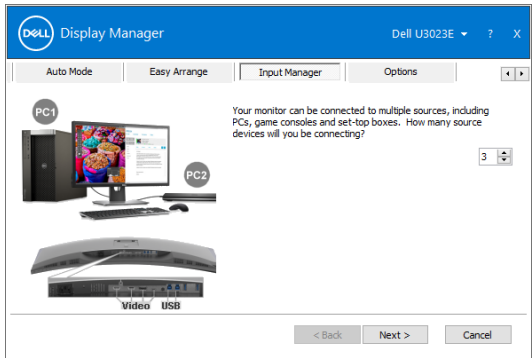 DELL Display Manager
Dell U3023E ? X
Auto Mode Easy Arrange Input Manager Options
PC1
Your monitor can be connected to multiple sources, including
PCs, game consoles and set-top boxes. How many source
devices will you be connecting?
3
PC2
Video USB
< Back Next > Cancel